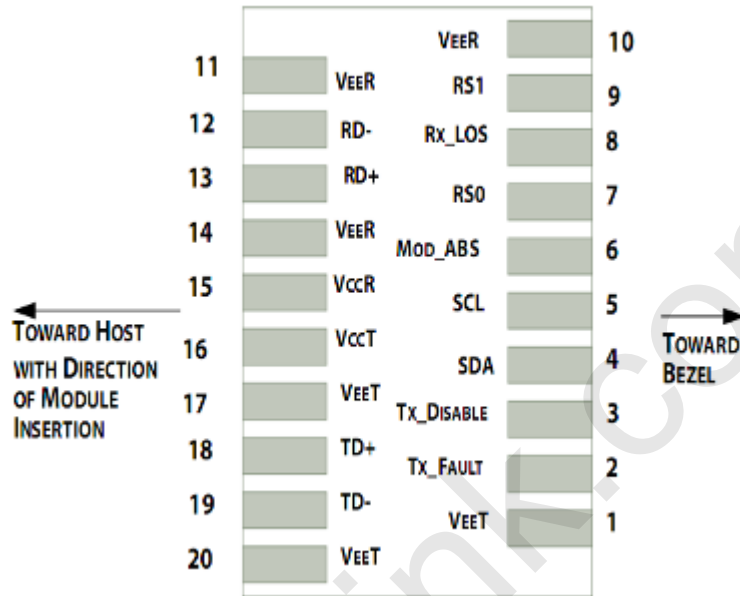 VEER 10
11 VEER
RS1 9
12 RD-
Rx_LOS 8
13 RD+
RS0 7
14 VEER
MOD_ABS 6
15 VCCR
SCL 5
TOWARD HOST
WITH DIRECTION
OF MODULE
INSERTION
16 VCCT
SDA 4
TOWARD
BEZEL
17 VEET
TX_DISABLE 3
18 TD+
TX_FAULT 2
19 TD-
VEET 1
20 VEET
ink.co